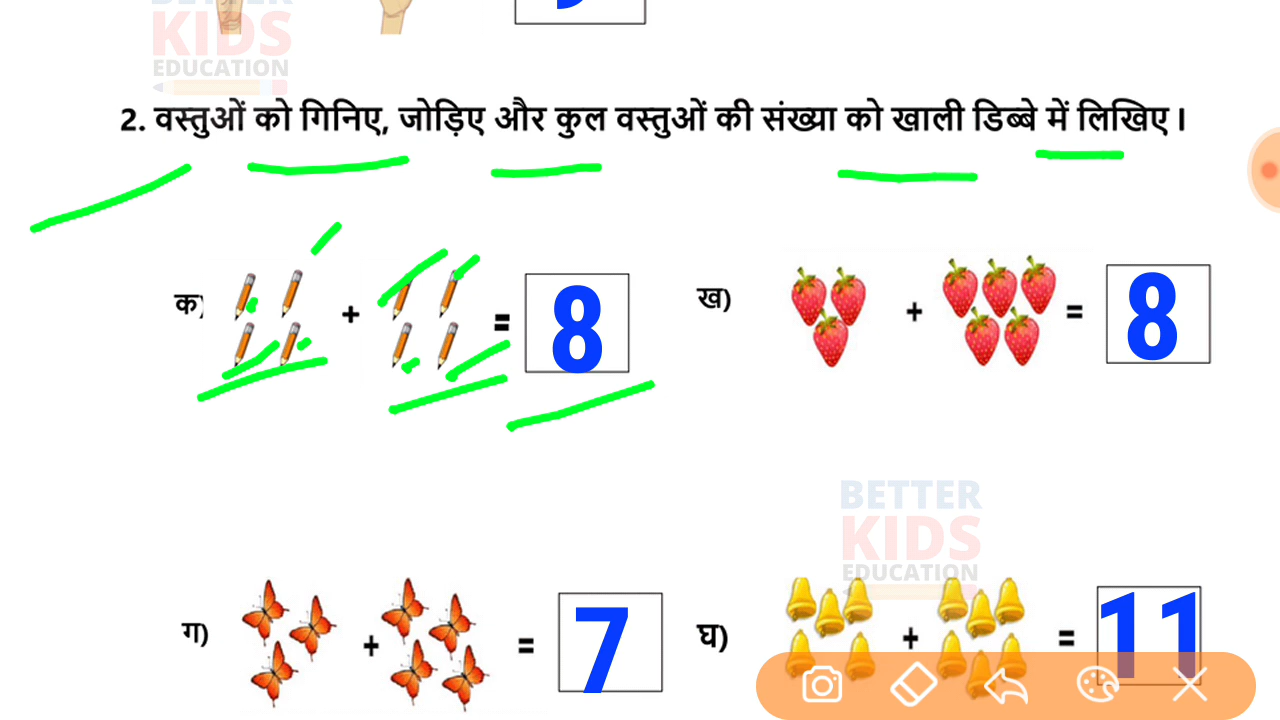 BETTER
KIDS
EDUCATION
2. वस्तुओं को गिनिए, जोड़िए और कुल वस्तुओं की संख्या को खाली डिब्बे में लिखिए ।
क) + = 8
ख) + = 8
BETTER
KIDS
EDUCATION
ग) + = 7
घ) + = 11